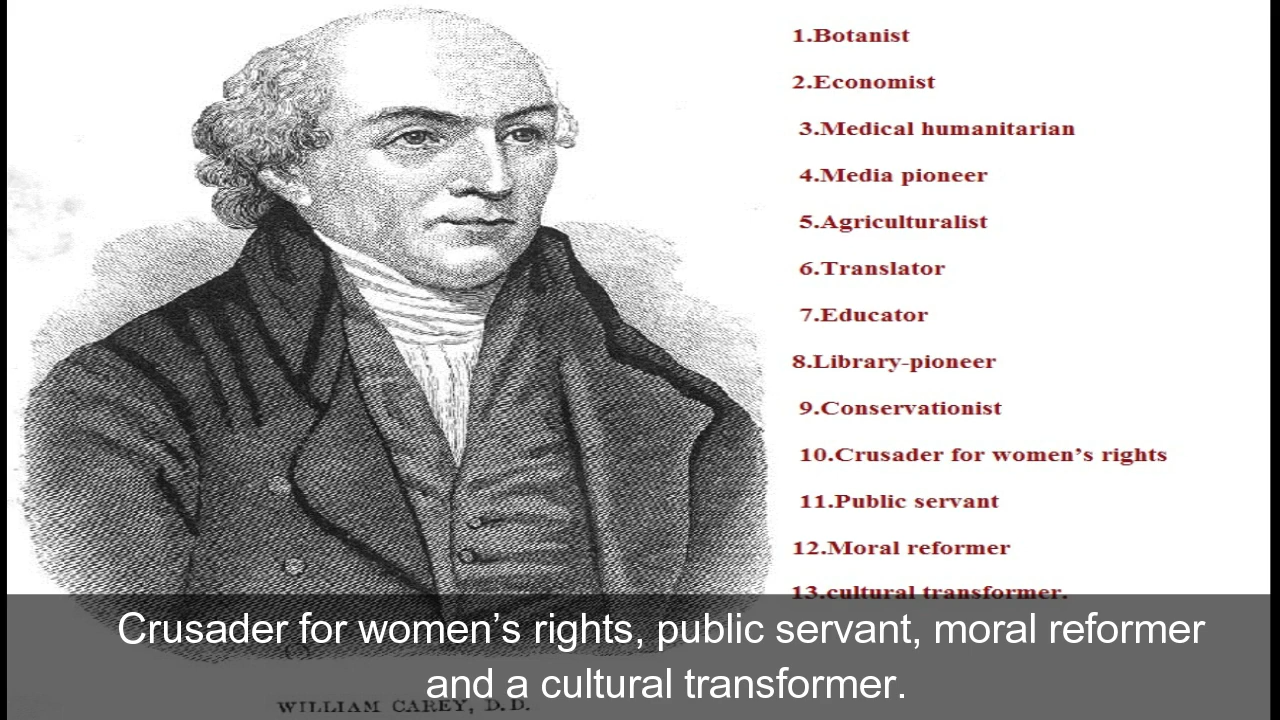 1.Botanist
2.Economist
3.Medical humanitarian
4.Media pioneer
5.Agriculturalist
6.Translator
7.Educator
8.Library-pioneer
9.Conservationist
10.Crusader for women’s rights
11.Public servant
12.Moral reformer
13.cultural transformer.
Crusader for women’s rights, public servant, moral reformer
and a cultural transformer.
WILLIAM CAREY, D.D.